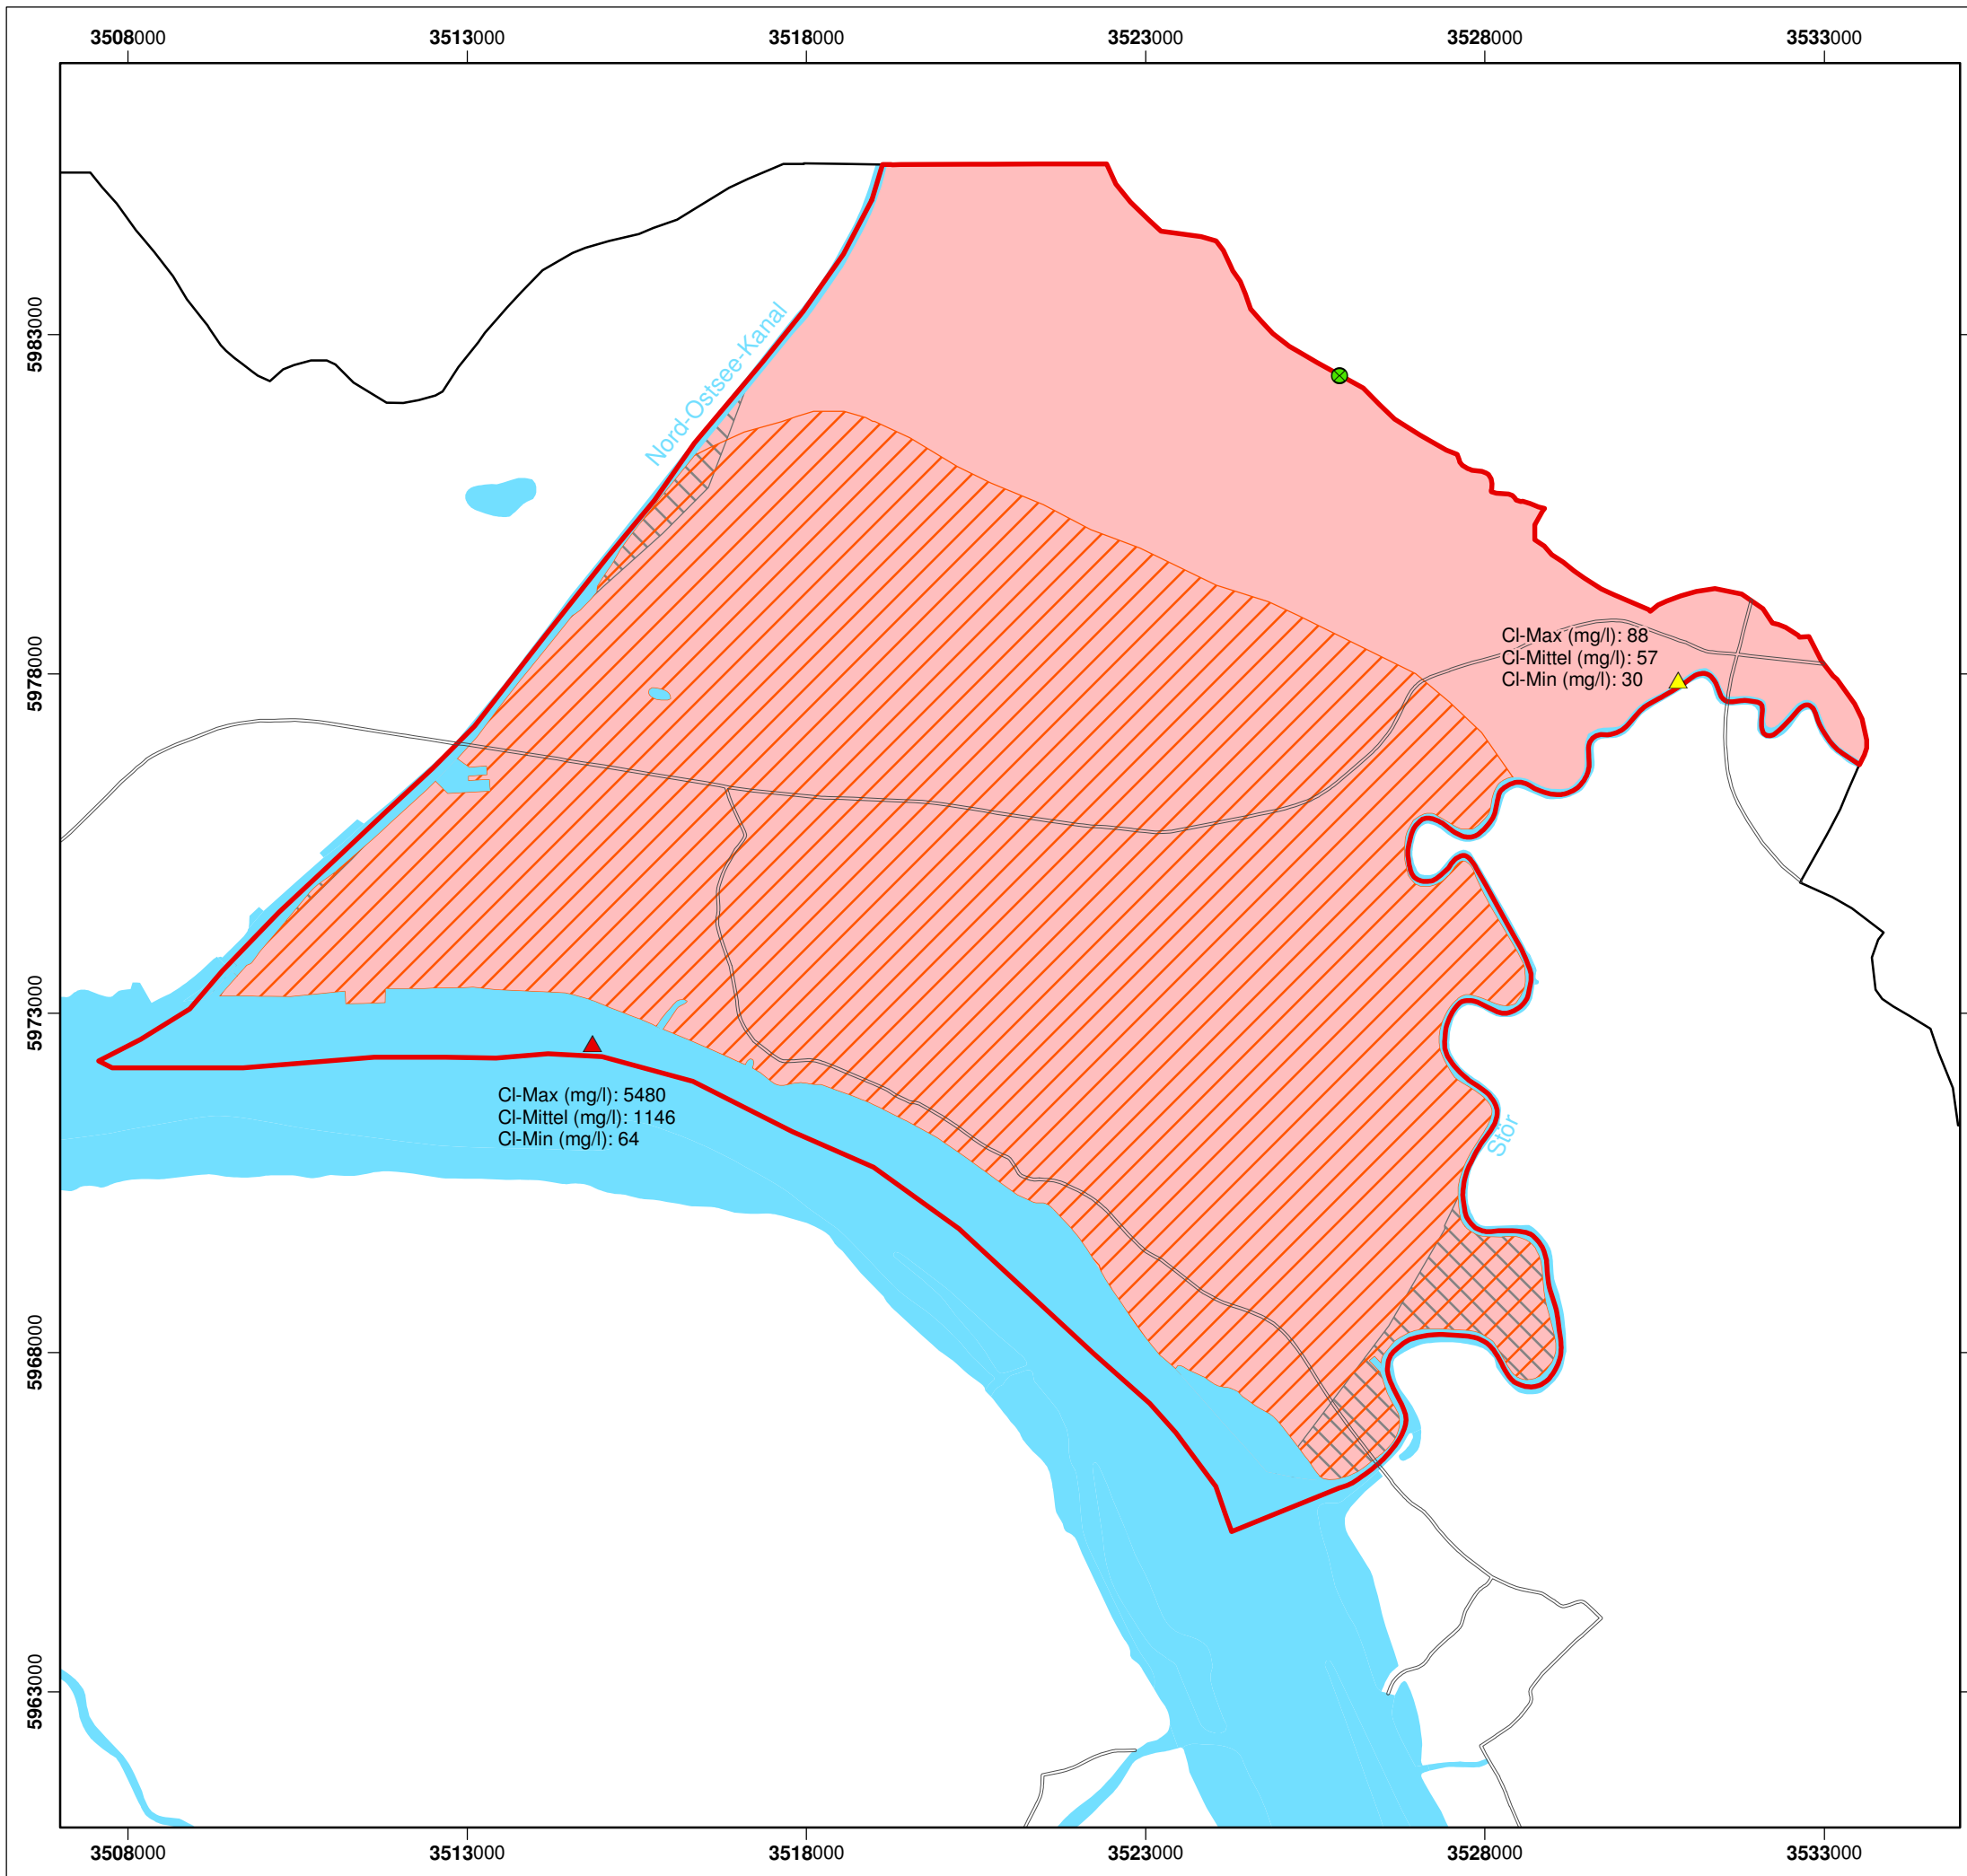 3508000 3513000 3518000 3523000 3528000 3533000
5983000
Nord-Ostsee-Kanal
5978000
Cl-Max (mg/l): 88
Cl-Mittel (mg/l): 57
Cl-Min (mg/l): 30
5973000
Cl-Max (mg/l): 5480
Cl-Mittel (mg/l): 1146
Cl-Min (mg/l): 64
Stör
5968000
5963000
3508000 3513000 3518000 3523000 3528000 3533000